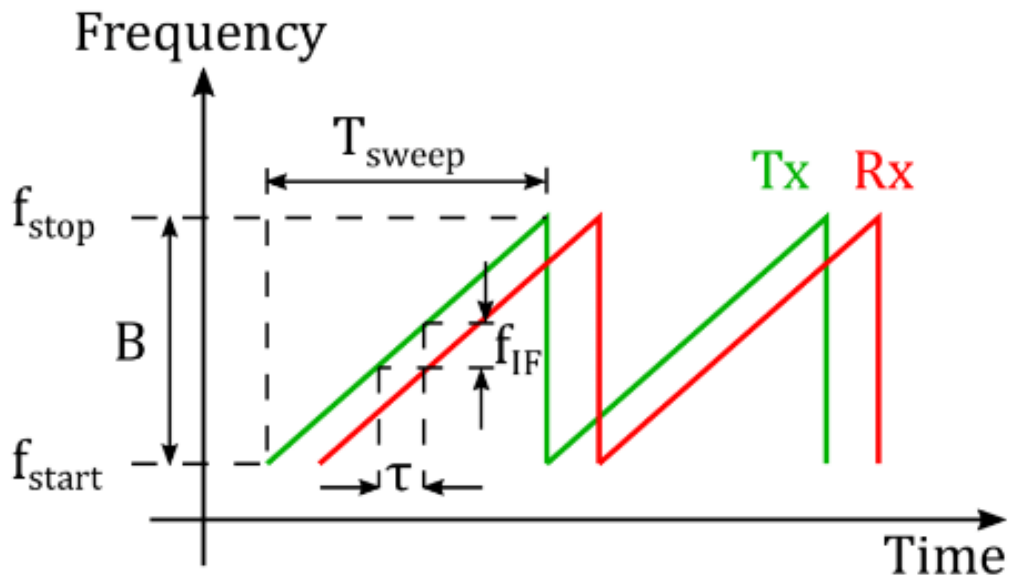 Frequency
T_sweep
Tx Rx
f_stop
B
f_IF
f_start
τ
Time